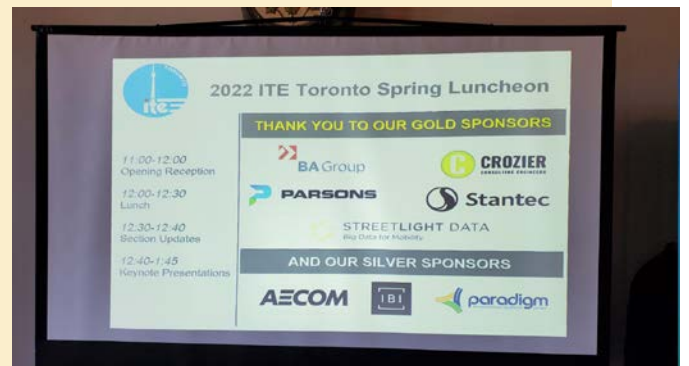 ite
2022 ITE Toronto Spring Luncheon
11:00-12:00
Opening Reception
12:00-12:30
Lunch
12:30-12:40
Section Updates
12:40-1:45
Keynote Presentations
THANK YOU TO OUR GOLD SPONSORS
BA Group
C CROZIER
CONSULTING ENGINEERS
PARSONS
Stantec
STREETLIGHT DATA
Big Data for Mobility
AND OUR SILVER SPONSORS
AECOM
IBI
paradigm